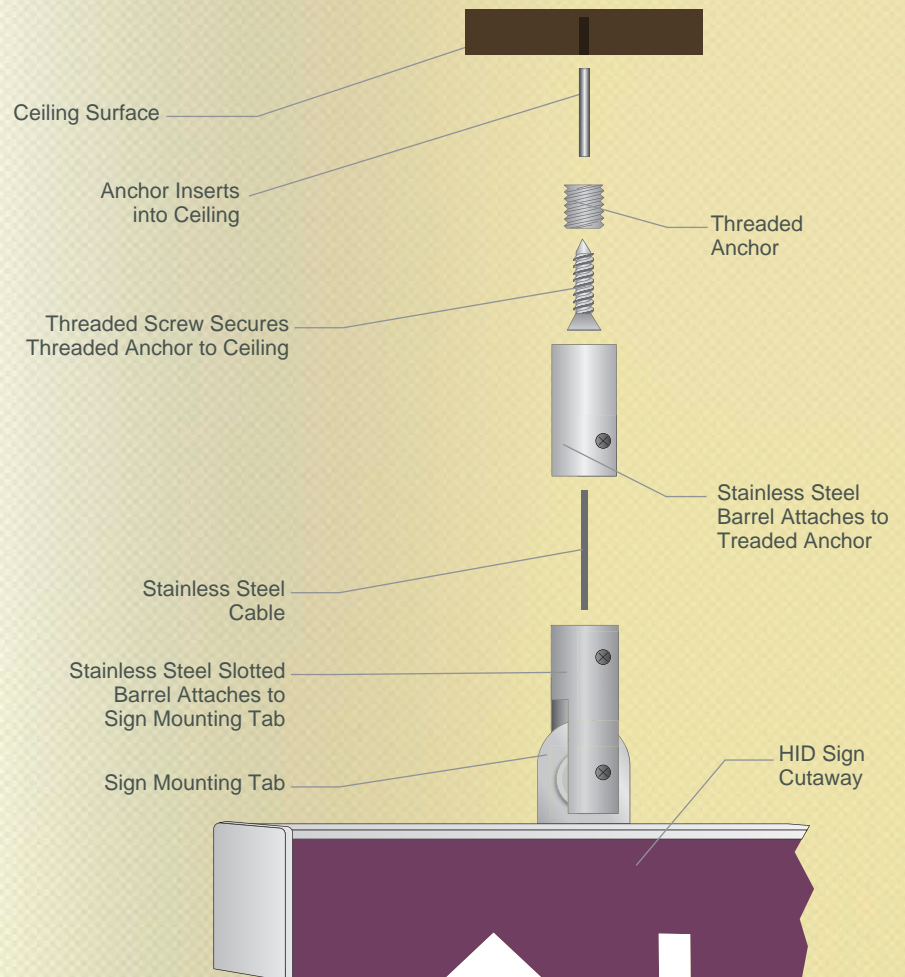 Ceiling Surface
Anchor Inserts
into Ceiling
Threaded
Anchor
Threaded Screw Secures
Threaded Anchor to Ceiling
Stainless Steel
Barrel Attaches to
Treaded Anchor
Stainless Steel
Cable
Stainless Steel Slotted
Barrel Attaches to
Sign Mounting Tab
HID Sign
Cutaway
Sign Mounting Tab